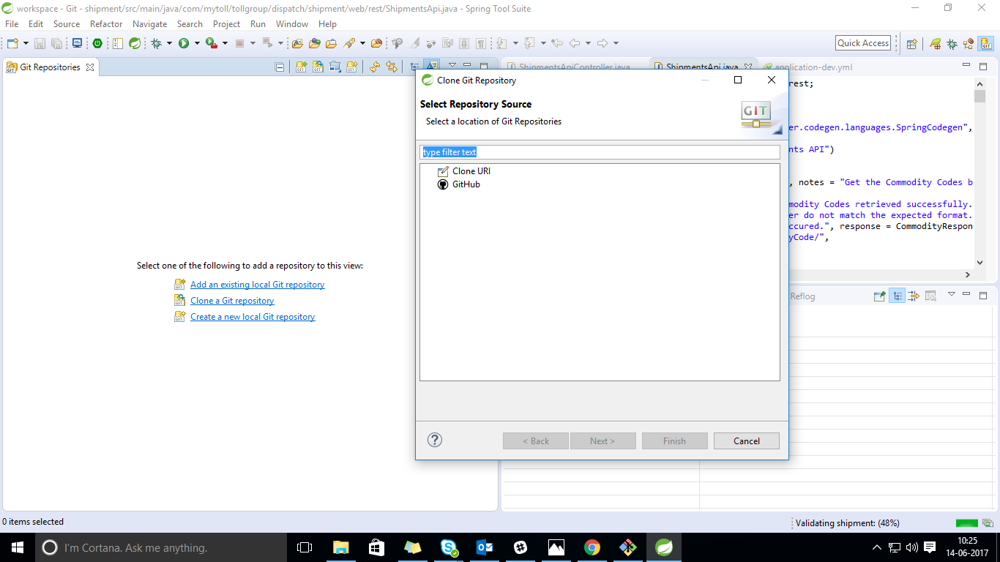 workspace - Git - shipment/src/main/java/com/mytoll/tollgroup/dispatch/shipment/web/rest/ShipmentsApi.java - Spring Tool Suite
File Edit Source Refactor Navigate Search Project Run Window Help
Quick Access
Git Repositories
ShipmentsApiController.java ShipmentsApi.java application-dev.yml
Clone Git Repository
Select Repository Source
Select a location of Git Repositories
GIT
type filter text
Clone URI
GitHub
rest;
er.codegen.languages.SpringCodegen",
nts API")
, notes = "Get the Commodity Codes b
modity Codes retrieved successfully.
er do not match the expected format.
ccured.", response = CommodityRespon
yCode/",
Select one of the following to add a repository to this view:
Add an existing local Git repository
Clone a Git repository
Create a new local Git repository
Reflog
< Back Next > Finish Cancel
0 items selected
Validating shipment: (48%)
I'm Cortana. Ask me anything.
10:25
14-06-2017